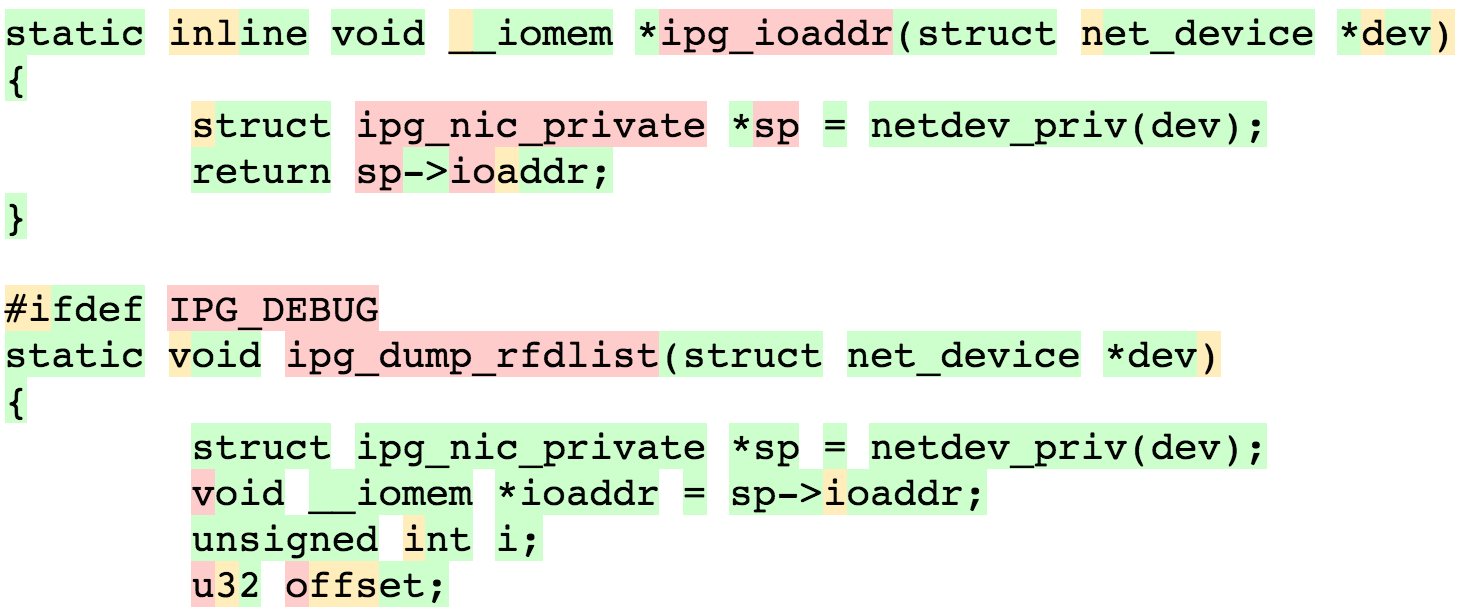 static inline void __iomem *ipg_ioaddr(struct net_device *dev)
{
        struct ipg_nic_private *sp = netdev_priv(dev);
        return sp->ioaddr;
}

#ifdef IPG_DEBUG
static void ipg_dump_rfdlist(struct net_device *dev)
{
        struct ipg_nic_private *sp = netdev_priv(dev);
        void __iomem *ioaddr = sp->ioaddr;
        unsigned int i;
        u32 offset;